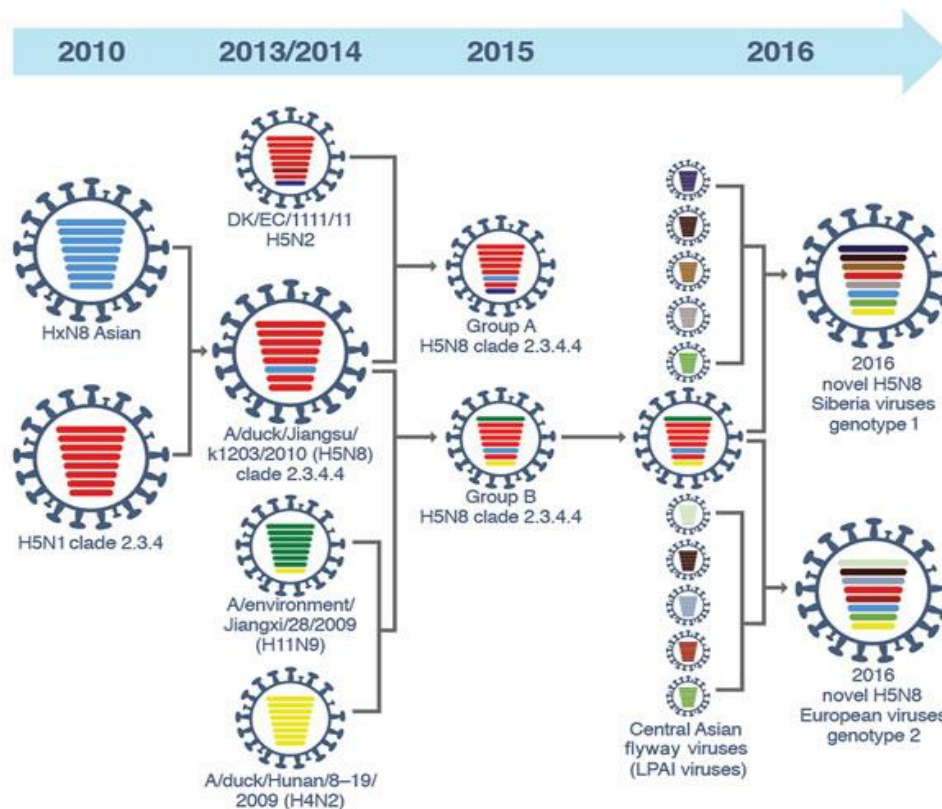 2010
2013/2014
2015
2016
HxN8 Asian
H5N1 clade 2.3.4
DK/EC/1111/11
H5N2
A/duck/Jiangsu/
k1203/2010 (H5N8)
clade 2.3.4.4
A/environment/
Jiangxi/28/2009
(H11N9)
A/duck/Hunan/8–19/
2009 (H4N2)
Group A
H5N8 clade 2.3.4.4
Group B
H5N8 clade 2.3.4.4
Central Asian
flyway viruses
(LPAI viruses)
2016
novel H5N8
Siberia viruses
genotype 1
2016
novel H5N8
European viruses
genotype 2